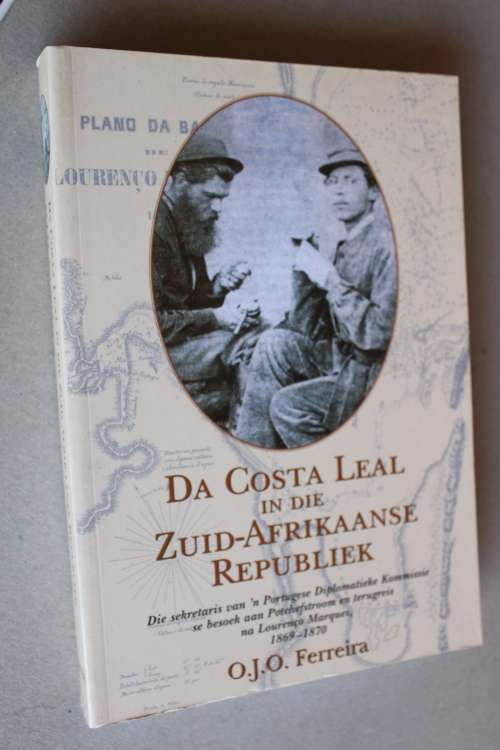 PLANO DA BA
LOURENÇO
DA COSTA LEAL
IN DIE
ZUID-AFRIKAANSE
REPUBLIEK
Die sekretaris van 'n Portugese Diplomatieke Kommissie
se besoek aan Potchefstroom en terugreis
na Lourenço Marques,
1869-1870
O.J.O. Ferreira